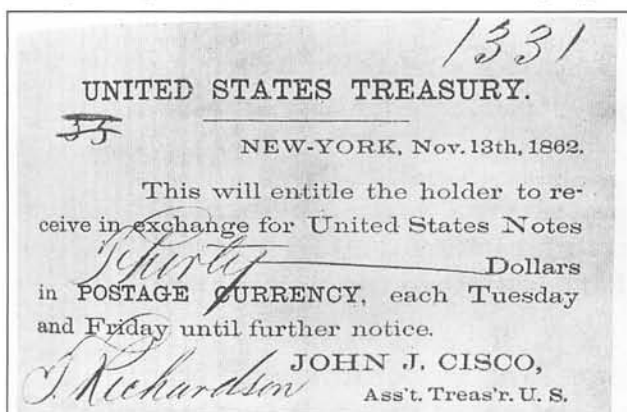 1331
UNITED STATES TREASURY.
55
NEW-YORK, Nov. 13th, 1862.
This will entitle the holder to re-
ceive in exchange for United States Notes
Thirty Dollars
in POSTAGE CURRENCY, each Tuesday
and Friday until further notice.
JOHN J. CISCO,
T. Richardson Ass't. Treas'r. U. S.